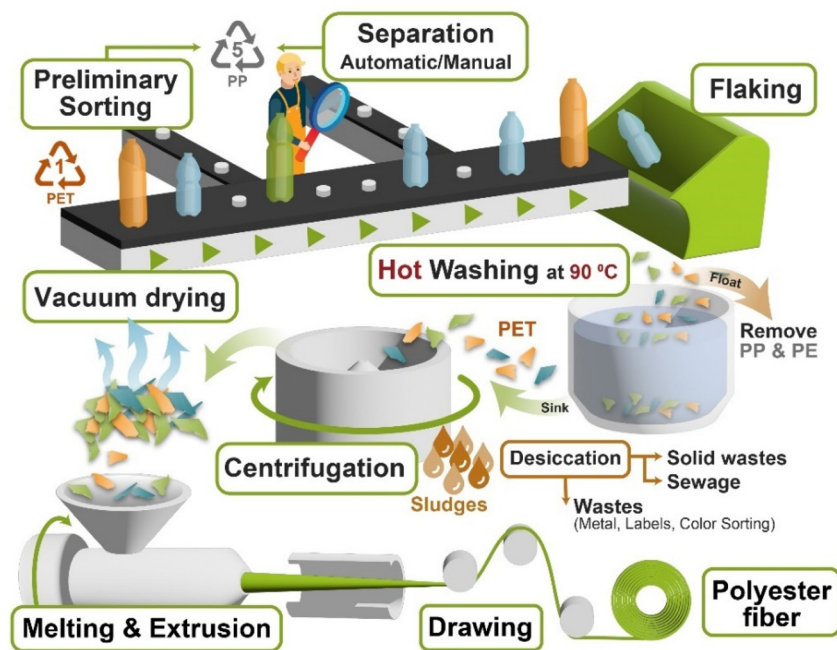 Preliminary
Sorting
5
PP
Separation
Automatic/Manual
Flaking
1
PET
Hot Washing at 90 ºC
Float
Remove
PP & PE
Vacuum drying
PET
Sink
Centrifugation
Sludges
Desiccation
Solid wastes
Sewage
Wastes
(Metal, Labels, Color Sorting)
Melting & Extrusion
Drawing
Polyester
fiber